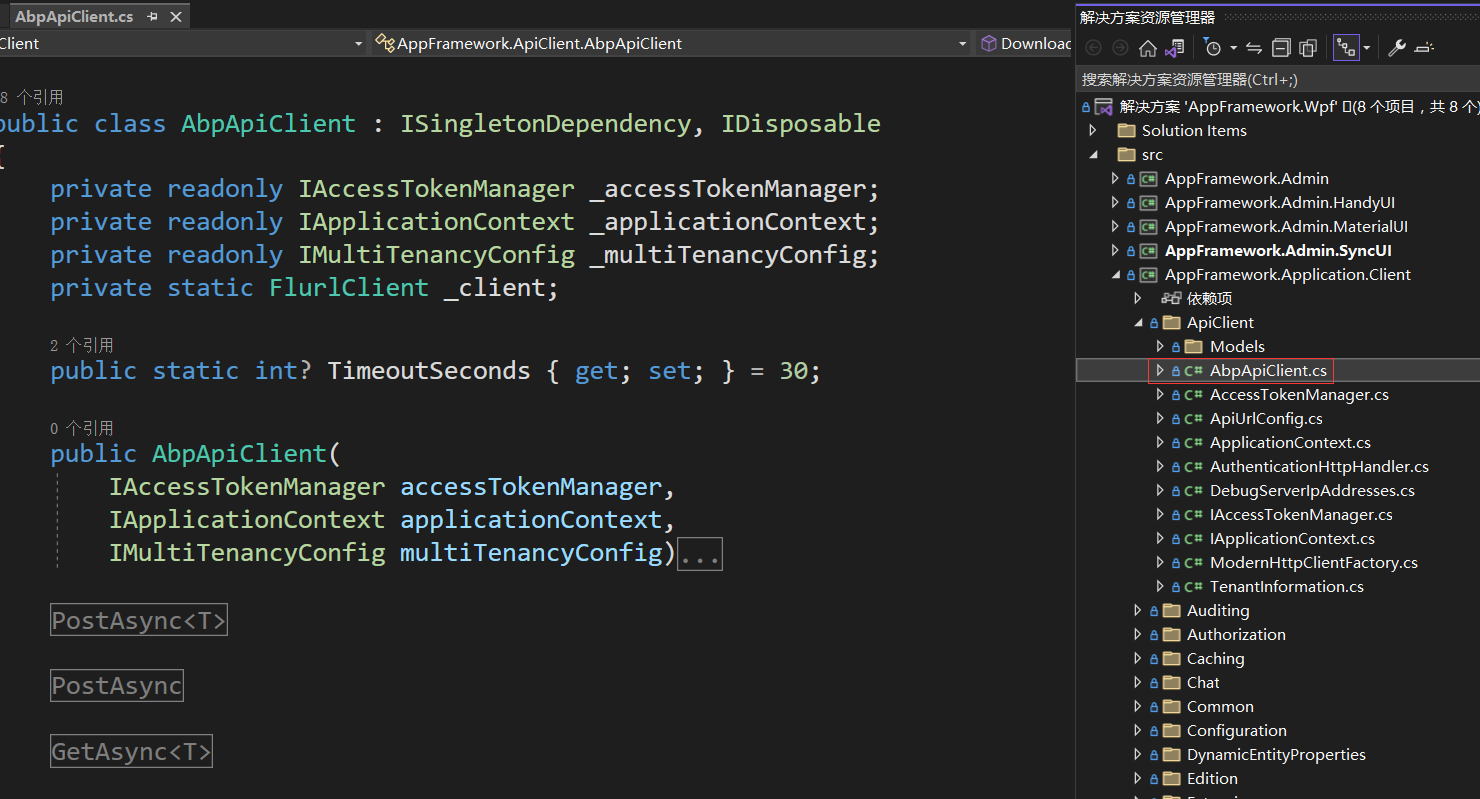 AbpApiClient.cs
Client
AppFramework.ApiClient.AbpApiClient
Download
8 个引用
public class AbpApiClient : ISingletonDependency, IDisposable
{
private readonly IAccessTokenManager _accessTokenManager;
private readonly IApplicationContext _applicationContext;
private readonly IMultiTenancyConfig _multiTenancyConfig;
private static FlurlClient _client;
2 个引用
public static int? TimeoutSeconds { get; set; } = 30;
0 个引用
public AbpApiClient(
IAccessTokenManager accessTokenManager,
IApplicationContext applicationContext,
IMultiTenancyConfig multiTenancyConfig)...
PostAsync<T>
PostAsync
GetAsync<T>
解决方案资源管理器
搜索解决方案资源管理器(Ctrl+;)
解决方案 'AppFramework.Wpf' (8 个项目，共 8 个)
Solution Items
src
C# AppFramework.Admin
C# AppFramework.Admin.HandyUI
C# AppFramework.Admin.MaterialUI
C# AppFramework.Admin.SyncUI
C# AppFramework.Application.Client
依赖项
ApiClient
Models
C# AbpApiClient.cs
C# AccessTokenManager.cs
C# ApiUrlConfig.cs
C# ApplicationContext.cs
C# AuthenticationHttpHandler.cs
C# DebugServerIpAddresses.cs
C# IAccessTokenManager.cs
C# IApplicationContext.cs
C# ModernHttpClientFactory.cs
C# TenantInformation.cs
Auditing
Authorization
Caching
Chat
Common
Configuration
DynamicEntityProperties
Edition